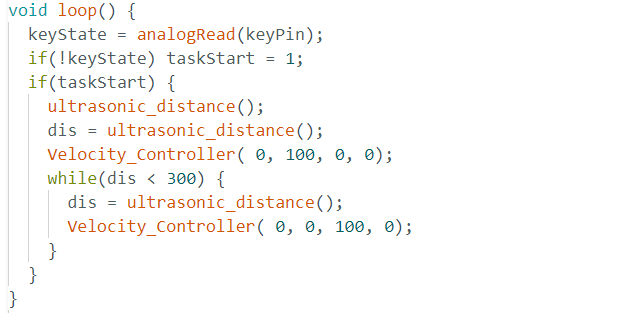 void loop() {
  keyState = analogRead(keyPin);
  if(!keyState) taskStart = 1;
  if(taskStart) {
    ultrasonic_distance();
    dis = ultrasonic_distance();
    Velocity_Controller( 0, 100, 0, 0);
    while(dis < 300) {
      dis = ultrasonic_distance();
      Velocity_Controller( 0, 0, 100, 0);
    }
  }
}